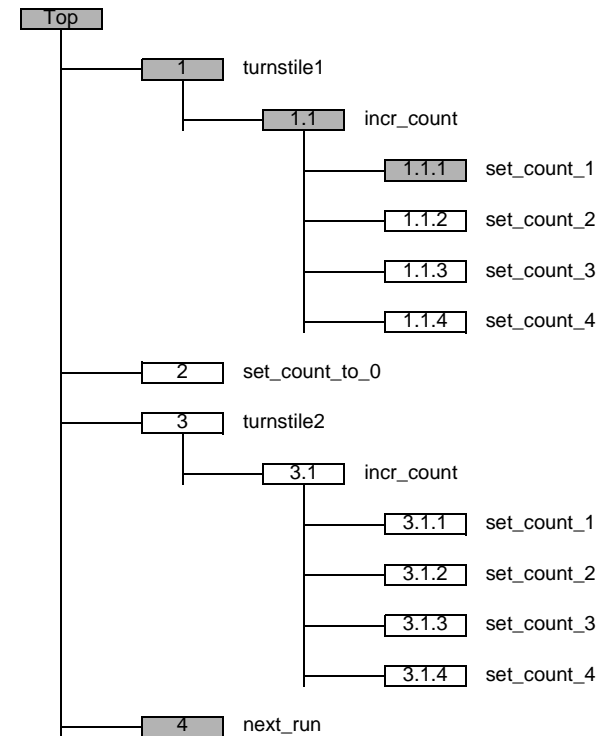 Top
1 turnstile1
1.1 incr_count
1.1.1 set_count_1
1.1.2 set_count_2
1.1.3 set_count_3
1.1.4 set_count_4
2 set_count_to_0
3 turnstile2
3.1 incr_count
3.1.1 set_count_1
3.1.2 set_count_2
3.1.3 set_count_3
3.1.4 set_count_4
4 next_run